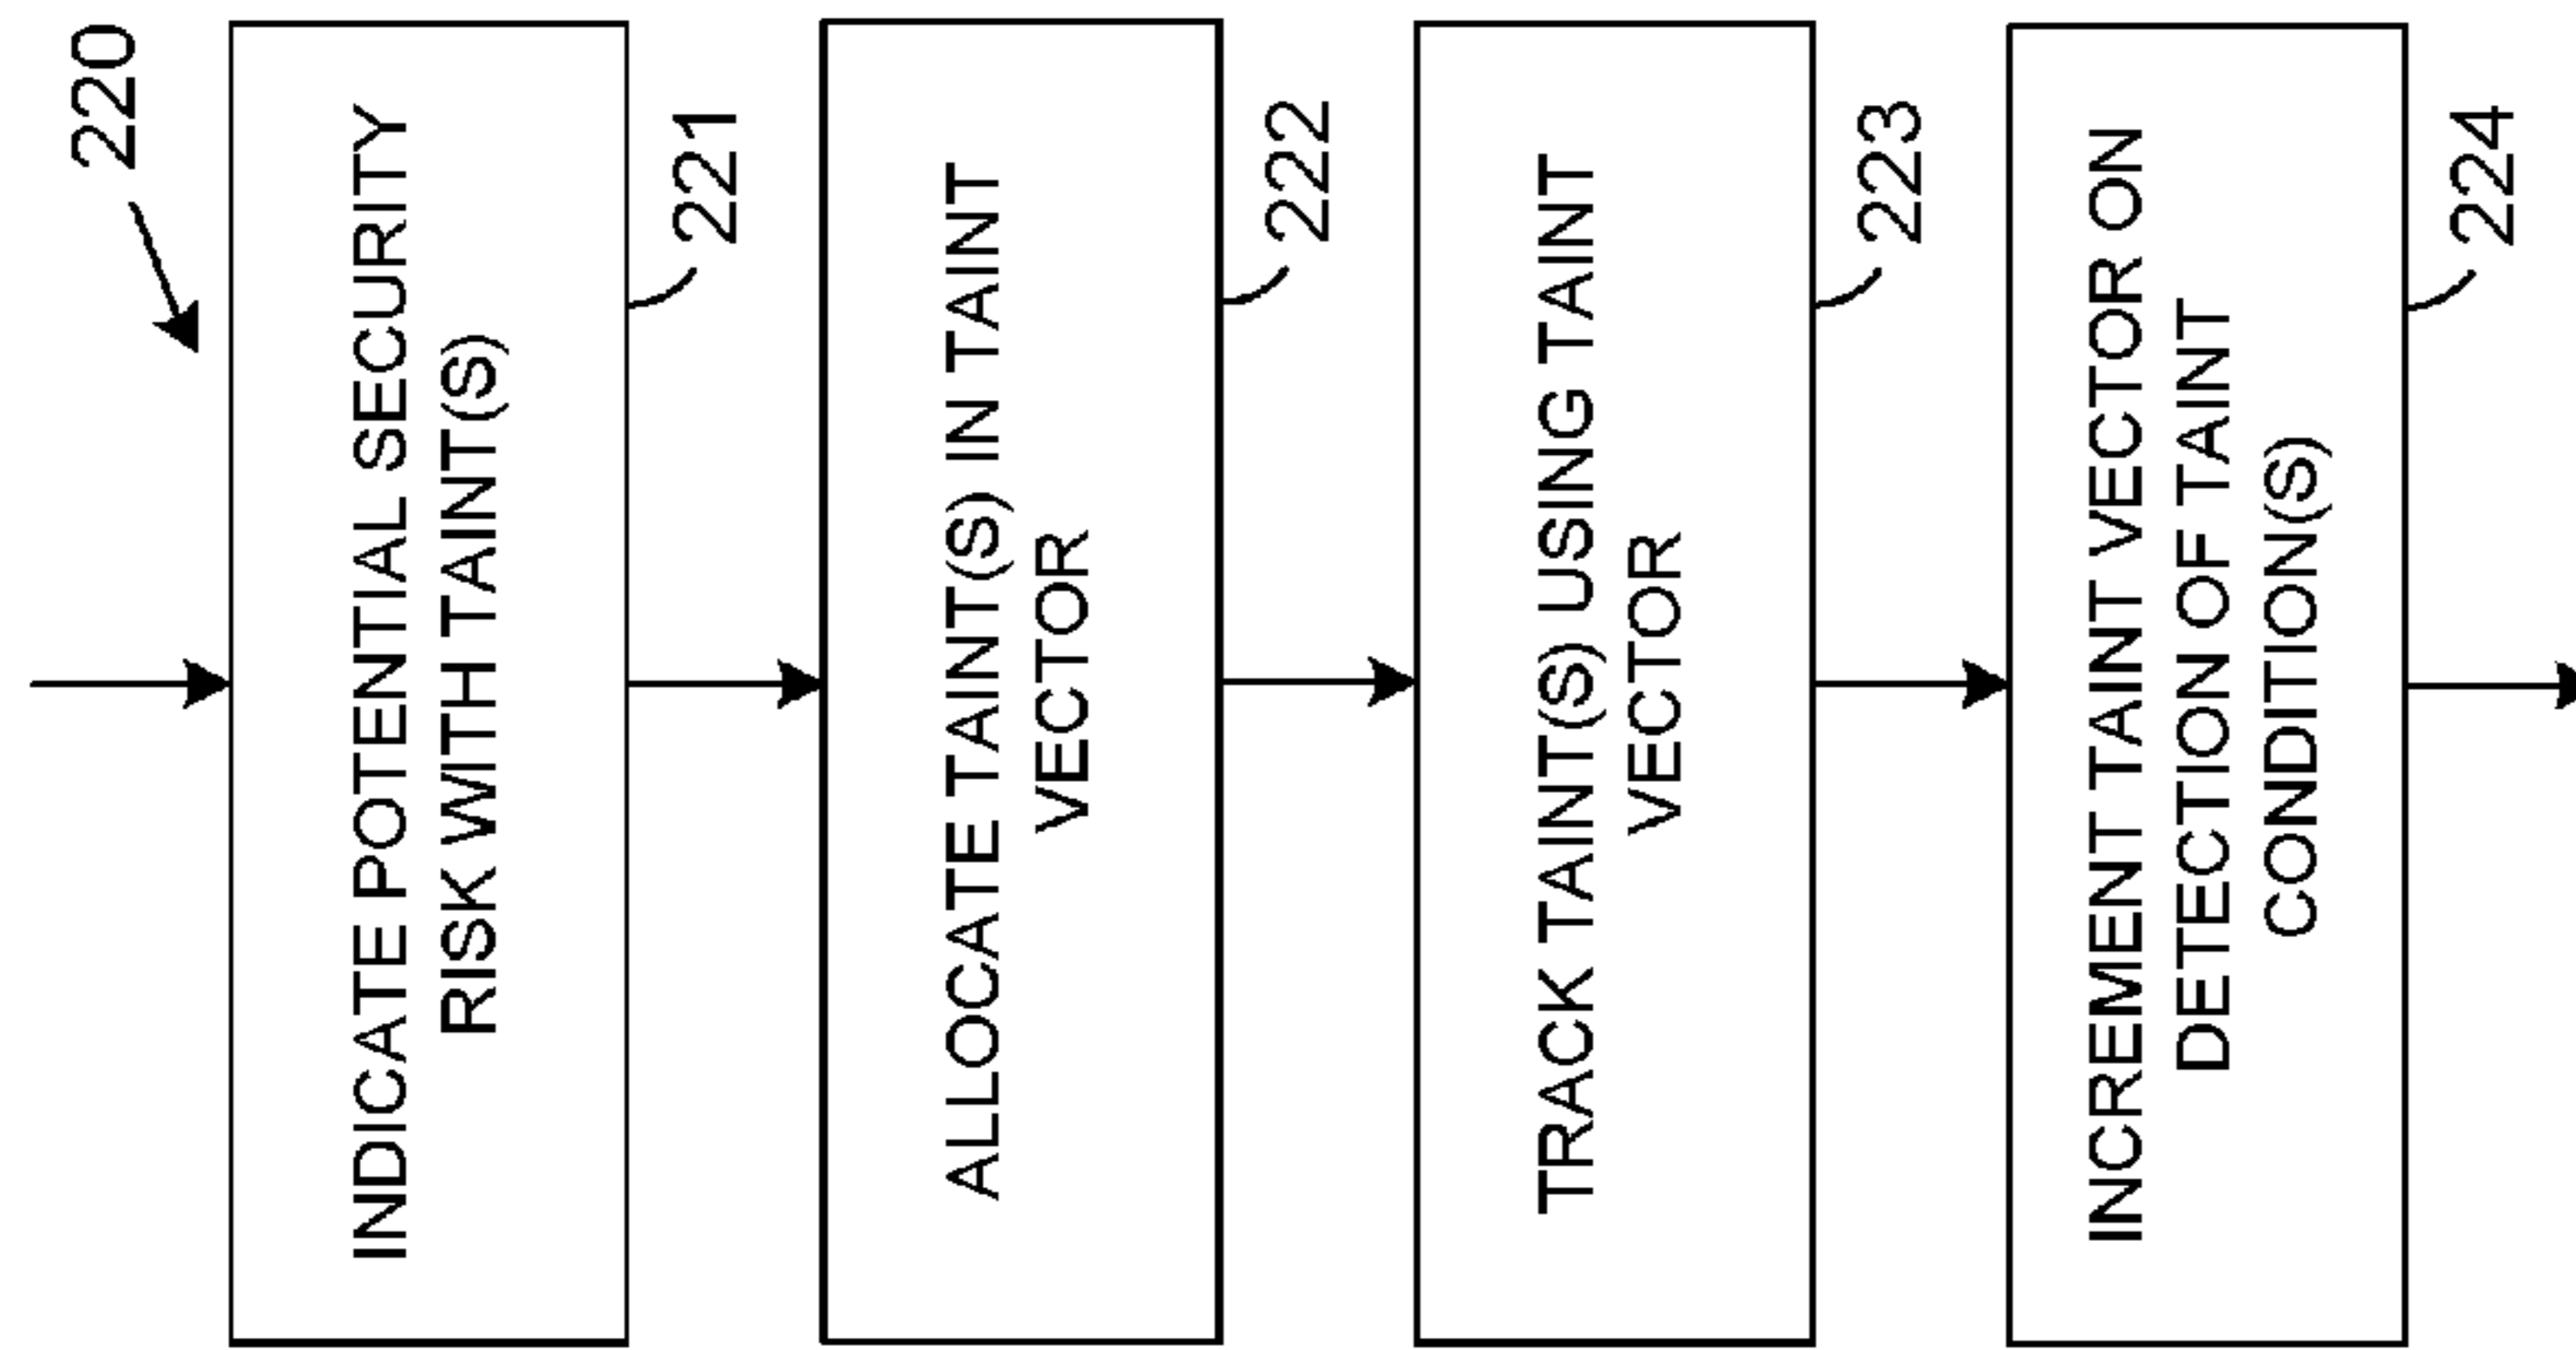 220
INDICATE POTENTIAL SECURITY
RISK WITH TAINT(S)
221
ALLOCATE TAINT(S) IN TAINT
VECTOR
222
TRACK TAINT(S) USING TAINT
VECTOR
223
INCREMENT TAINT VECTOR ON
DETECTION OF TAINT
CONDITION(S)
224